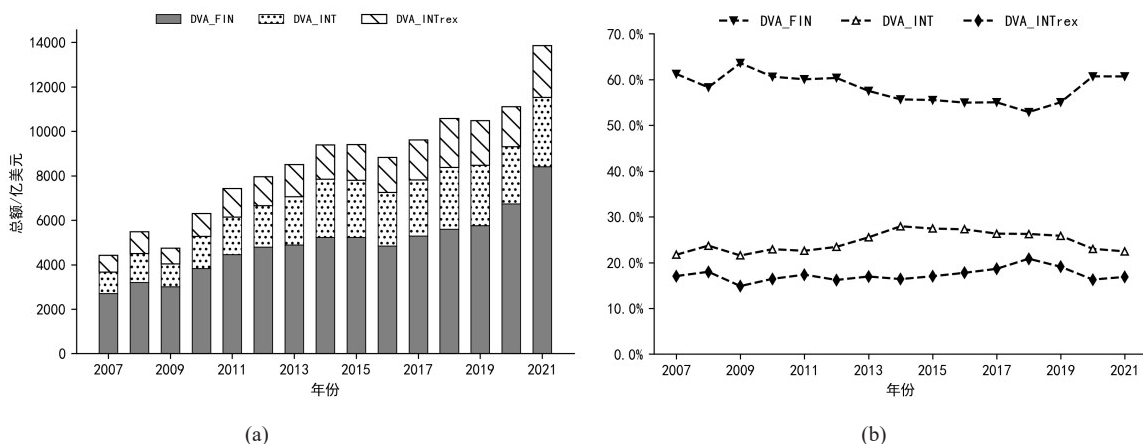 DVA_FIN DVA_INT DVA_INTrex
总额/亿美元
14000
12000
10000
8000
6000
4000
2000
0
2007 2009 2011 2013 2015 2017 2019 2021
年份
(a)
DVA_FIN DVA_INT DVA_INTrex
70.0%
60.0%
50.0%
40.0%
30.0%
20.0%
10.0%
0.0%
2007 2009 2011 2013 2015 2017 2019 2021
年份
(b)